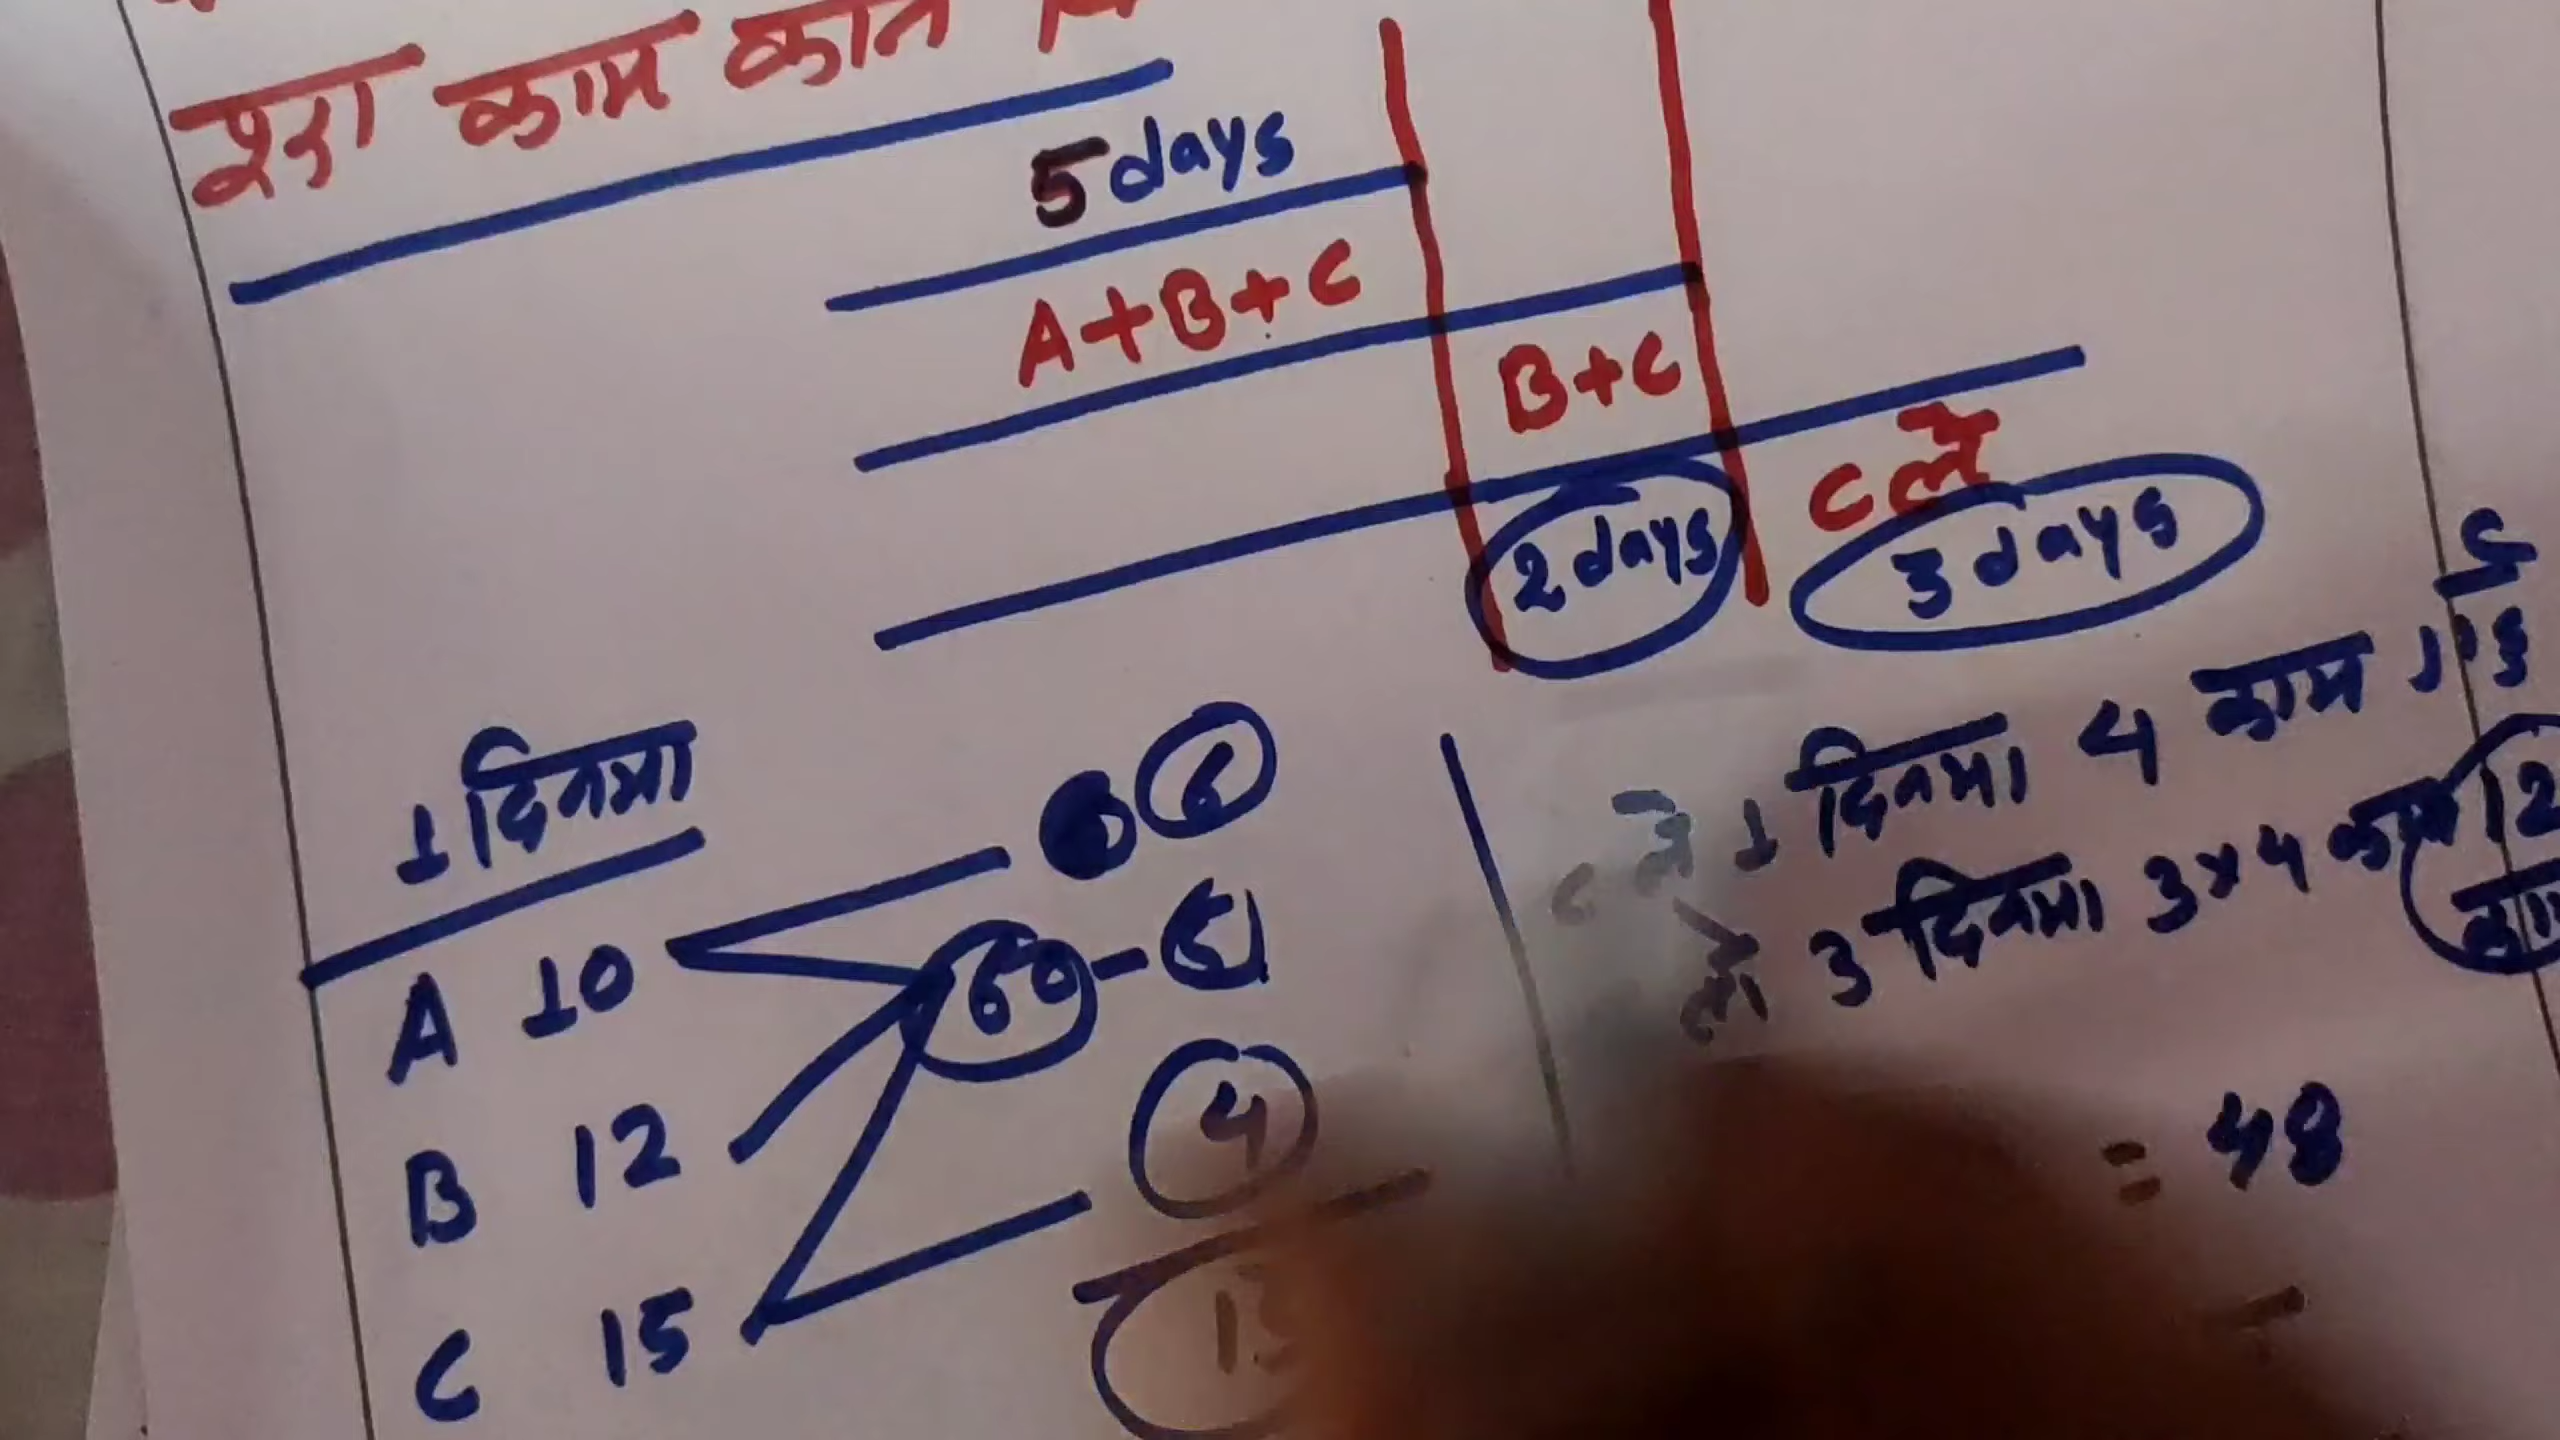 काम
5 days
A+B+C
B+C
C ले
2 days
3 days
C
1 दिनमा
6
A 10
60 - 5
B 12
4
C 15
C ले 1 दिनमा 4 काम
3 दिनमा 3×4 काम 12
= 48